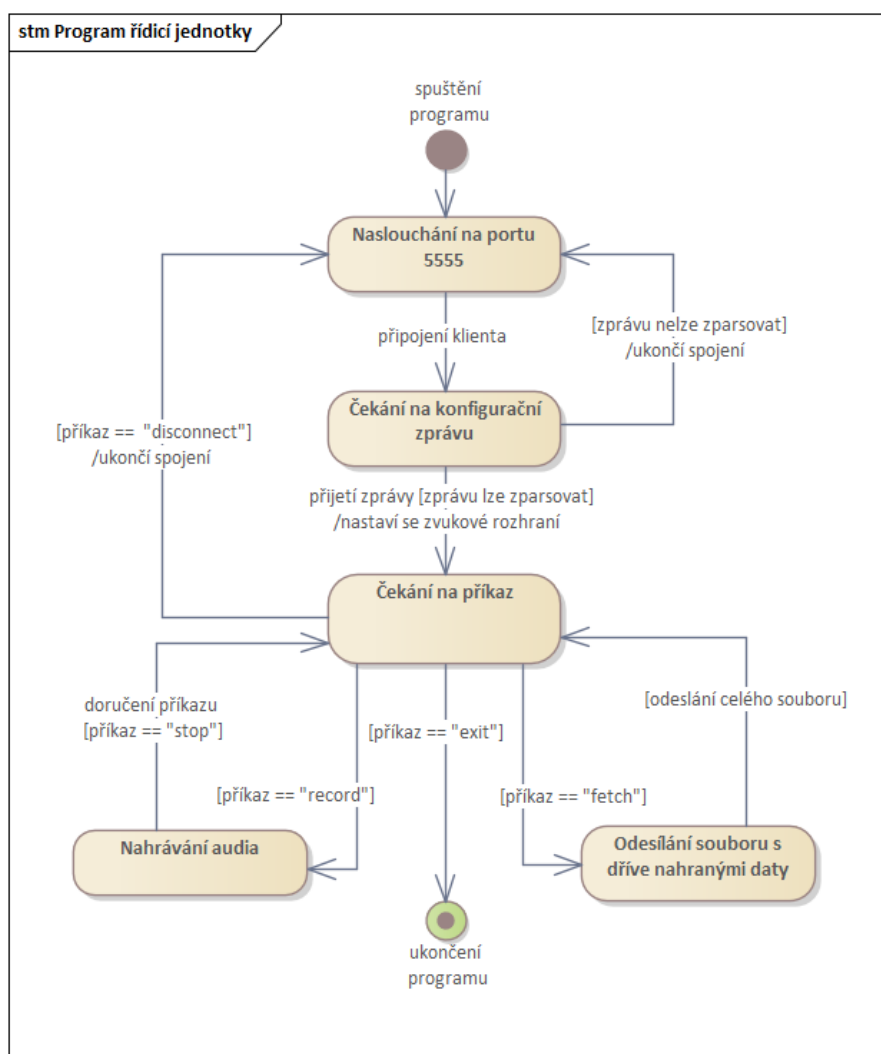 stm Program řídicí jednotky
spuštění
programu
Naslouchání na portu
5555
připojení klienta
[zprávu nelze zparsovat]
/ukončí spojení
Čekání na konfigurační
zprávu
[příkaz ==  "disconnect"]
/ukončí spojení
přijetí zprávy [zprávu lze zparsovat]
/nastaví se zvukové rozhraní
Čekání na příkaz
doručení příkazu
[příkaz == "stop"]
[příkaz == "exit"]
[odeslání celého souboru]
[příkaz == "record"]
[příkaz == "fetch"]
Nahrávání audia
Odesílání souboru s
dříve nahranými daty
ukončení
programu